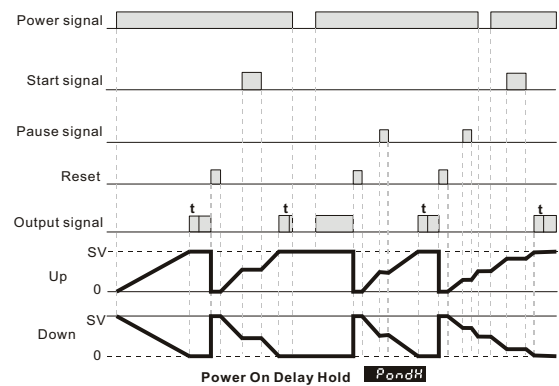 Power signal
Start signal
Pause signal
Reset
t t t t
Output signal
SV
Up
0
SV
Down
0
Power On Delay Hold PondH